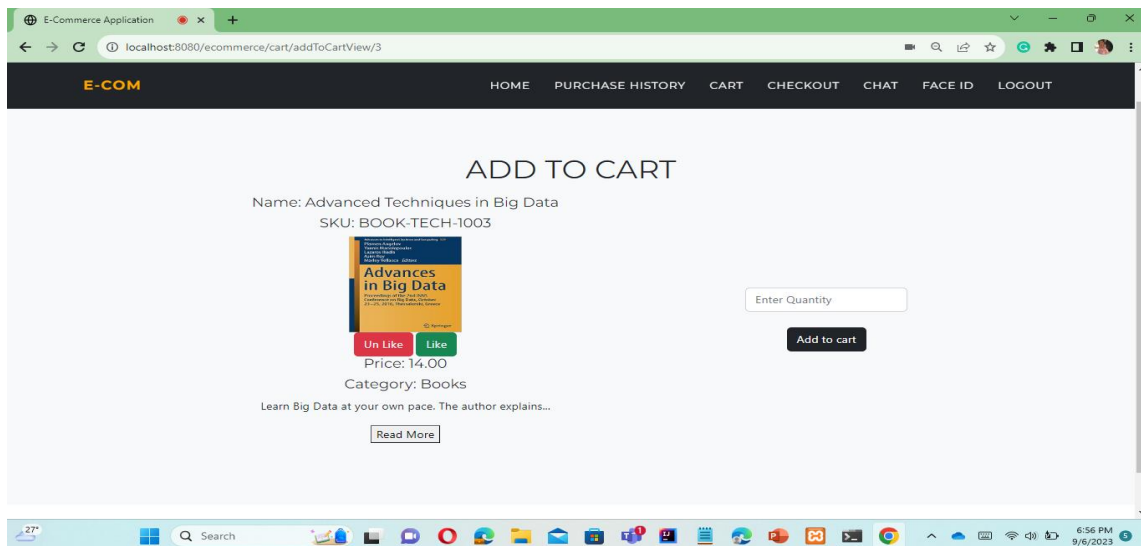 E-Commerce Application
localhost:8080/ecommerce/cart/addToCartView/3
E-COM
HOME PURCHASE HISTORY CART CHECKOUT CHAT FACE ID LOGOUT
ADD TO CART
Name: Advanced Techniques in Big Data
SKU: BOOK-TECH-1003
Advances
in Big Data
Springer
Un Like Like
Price: 14.00
Category: Books
Learn Big Data at your own pace. The author explains...
Read More
Enter Quantity
Add to cart
27°
Search
6:56 PM
9/6/2023
5